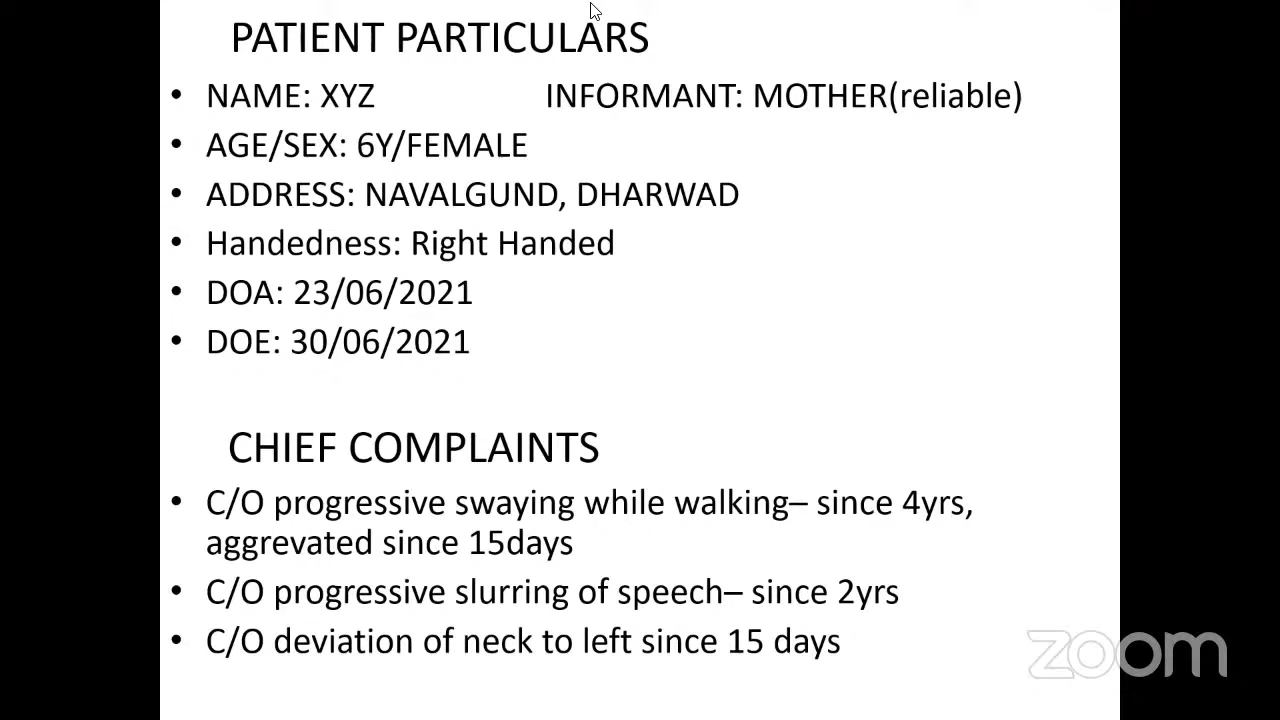 PATIENT PARTICULARS
• NAME: XYZ INFORMANT: MOTHER(reliable)
• AGE/SEX: 6Y/FEMALE
• ADDRESS: NAVALGUND, DHARWAD
• Handedness: Right Handed
• DOA: 23/06/2021
• DOE: 30/06/2021
CHIEF COMPLAINTS
• C/O progressive swaying while walking– since 4yrs,
aggrevated since 15days
• C/O progressive slurring of speech– since 2yrs
• C/O deviation of neck to left since 15 days
zoom